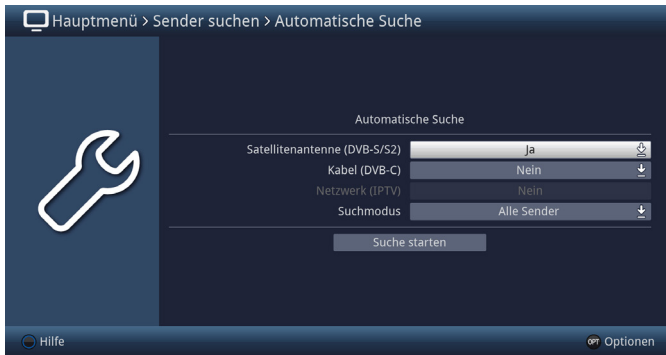 Hauptmenü > Sender suchen > Automatische Suche
Automatische Suche
Satellitenantenne (DVB-S/S2) Ja
Kabel (DVB-C) Nein
Netzwerk (IPTV) Nein
Suchmodus Alle Sender
Suche starten
Hilfe OPT Optionen